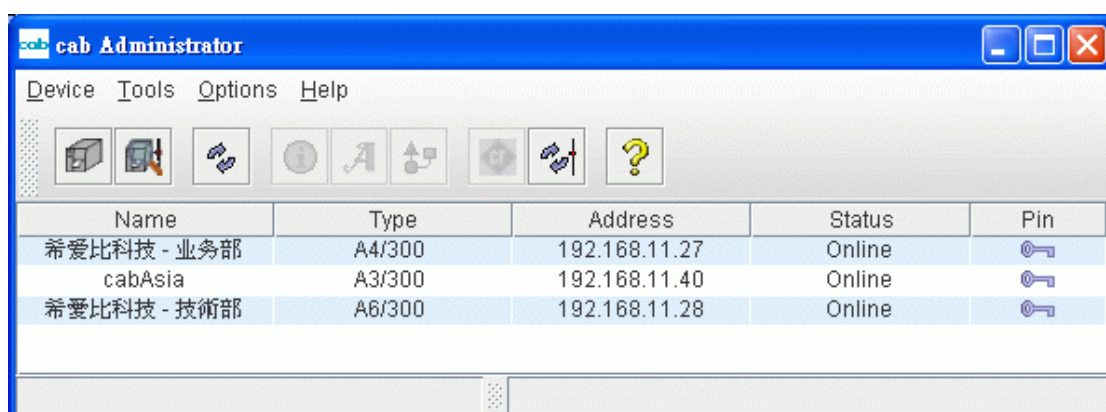 cab cab Administrator
Device Tools Options Help
CF
Name Type Address Status Pin
希爱比科技 - 业务部 A4/300 192.168.11.27 Online
cabAsia A3/300 192.168.11.40 Online
希愛比科技 - 技術部 A6/300 192.168.11.28 Online